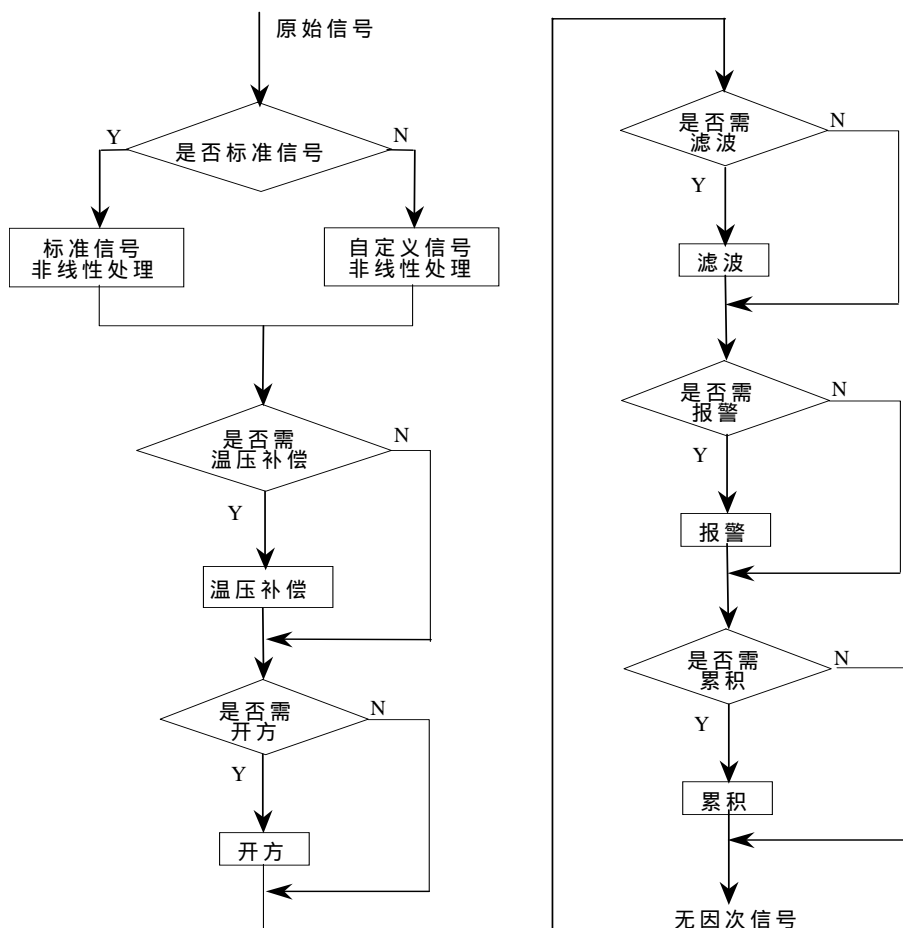 原始信号
Y
N
是否标准信号
标准信号
非线性处理
自定义信号
非线性处理
是否需
温压补偿
N
Y
温压补偿
是否需
开方
N
Y
开方
是否需
滤波
N
Y
滤波
是否需
报警
N
Y
报警
是否需
累积
N
Y
累积
无因次信号